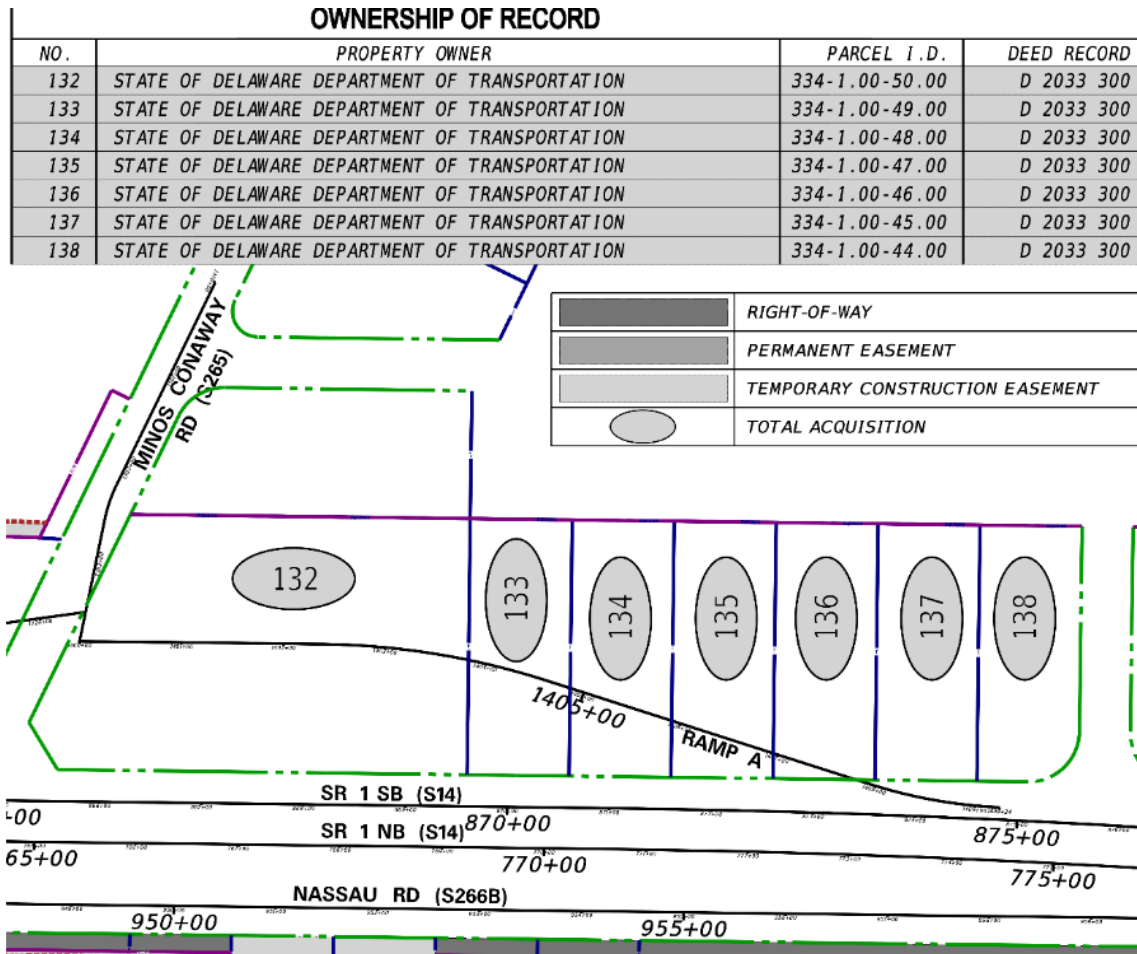 OWNERSHIP OF RECORD
NO. PROPERTY OWNER PARCEL I.D. DEED RECORD
132 STATE OF DELAWARE DEPARTMENT OF TRANSPORTATION 334-1.00-50.00 D 2033 300
133 STATE OF DELAWARE DEPARTMENT OF TRANSPORTATION 334-1.00-49.00 D 2033 300
134 STATE OF DELAWARE DEPARTMENT OF TRANSPORTATION 334-1.00-48.00 D 2033 300
135 STATE OF DELAWARE DEPARTMENT OF TRANSPORTATION 334-1.00-47.00 D 2033 300
136 STATE OF DELAWARE DEPARTMENT OF TRANSPORTATION 334-1.00-46.00 D 2033 300
137 STATE OF DELAWARE DEPARTMENT OF TRANSPORTATION 334-1.00-45.00 D 2033 300
138 STATE OF DELAWARE DEPARTMENT OF TRANSPORTATION 334-1.00-44.00 D 2033 300
RIGHT-OF-WAY
PERMANENT EASEMENT
TEMPORARY CONSTRUCTION EASEMENT
TOTAL ACQUISITION
MINOS CONAWAY
RD (S265)
132
133
134
135
136
137
138
1405+00
RAMP A
SR 1 SB (S14)
870+00
875+00
SR 1 NB (S14)
65+00
770+00
775+00
NASSAU RD (S266B)
950+00
955+00